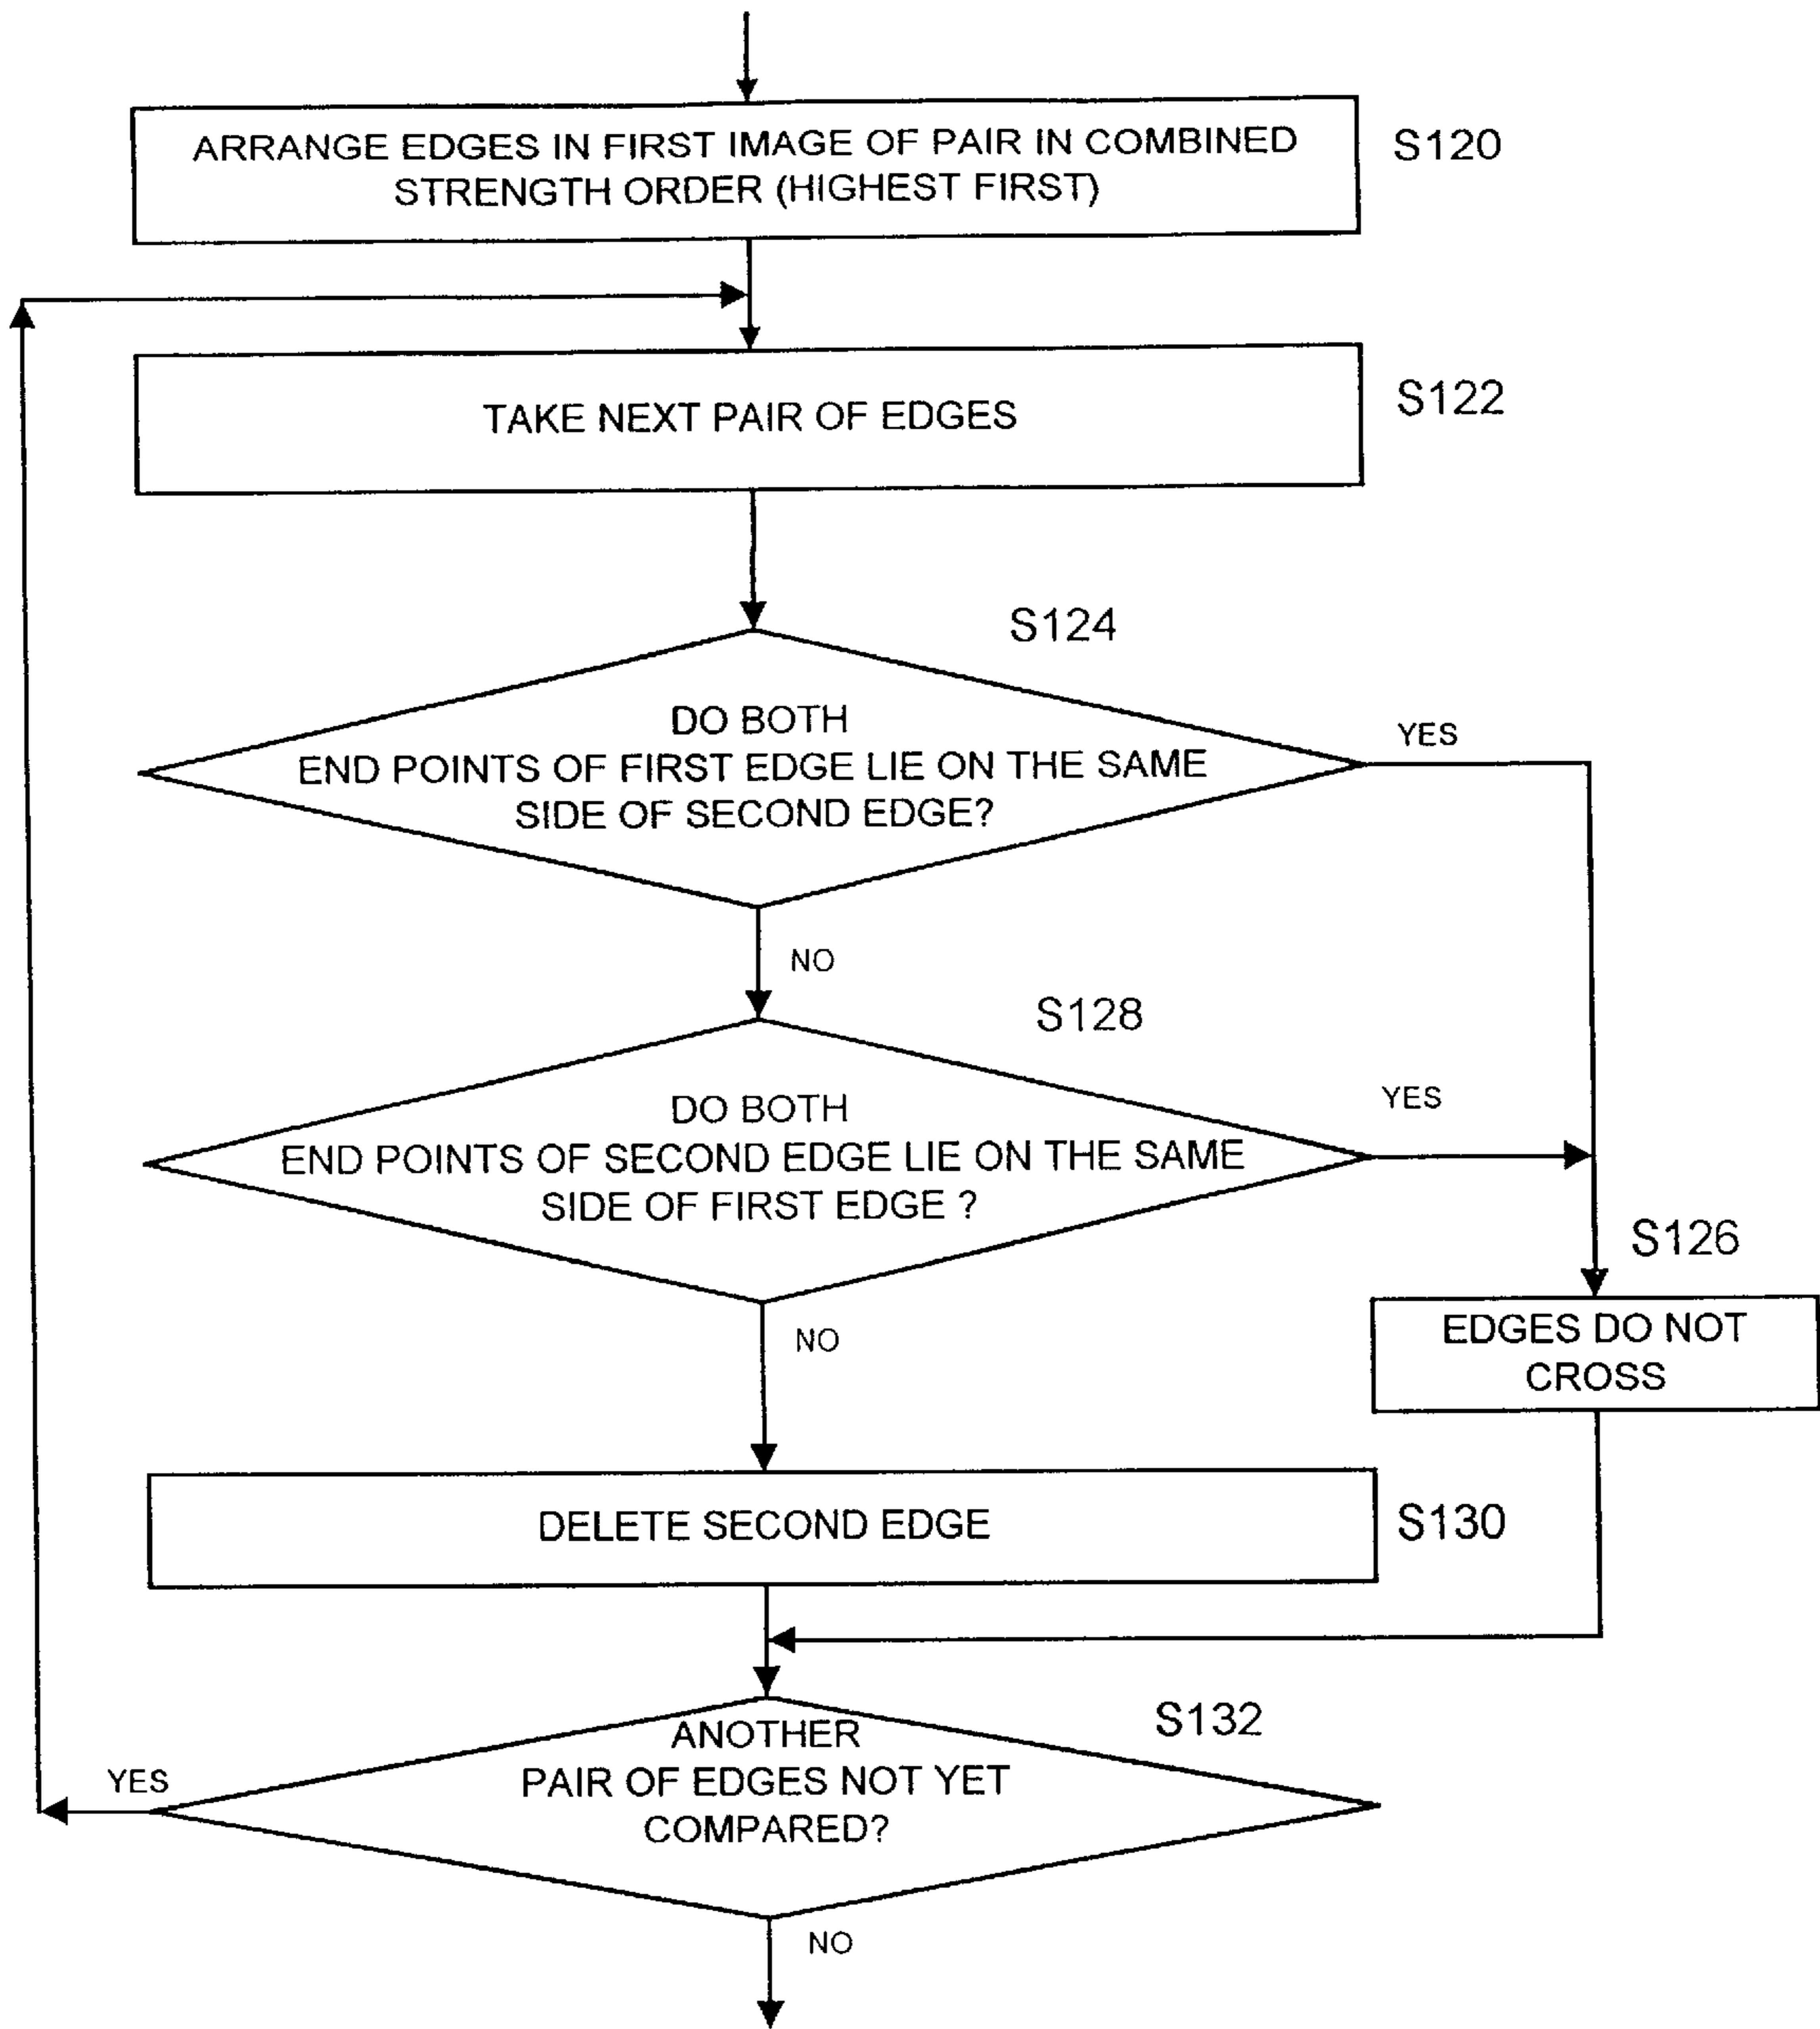 ARRANGE EDGES IN FIRST IMAGE OF PAIR IN COMBINED
STRENGTH ORDER (HIGHEST FIRST)
S120
TAKE NEXT PAIR OF EDGES
S122
S124
DO BOTH
END POINTS OF FIRST EDGE LIE ON THE SAME
SIDE OF SECOND EDGE?
YES
NO
S128
DO BOTH
END POINTS OF SECOND EDGE LIE ON THE SAME
SIDE OF FIRST EDGE ?
YES
NO
S126
EDGES DO NOT
CROSS
DELETE SECOND EDGE
S130
S132
ANOTHER
PAIR OF EDGES NOT YET
COMPARED?
YES
NO